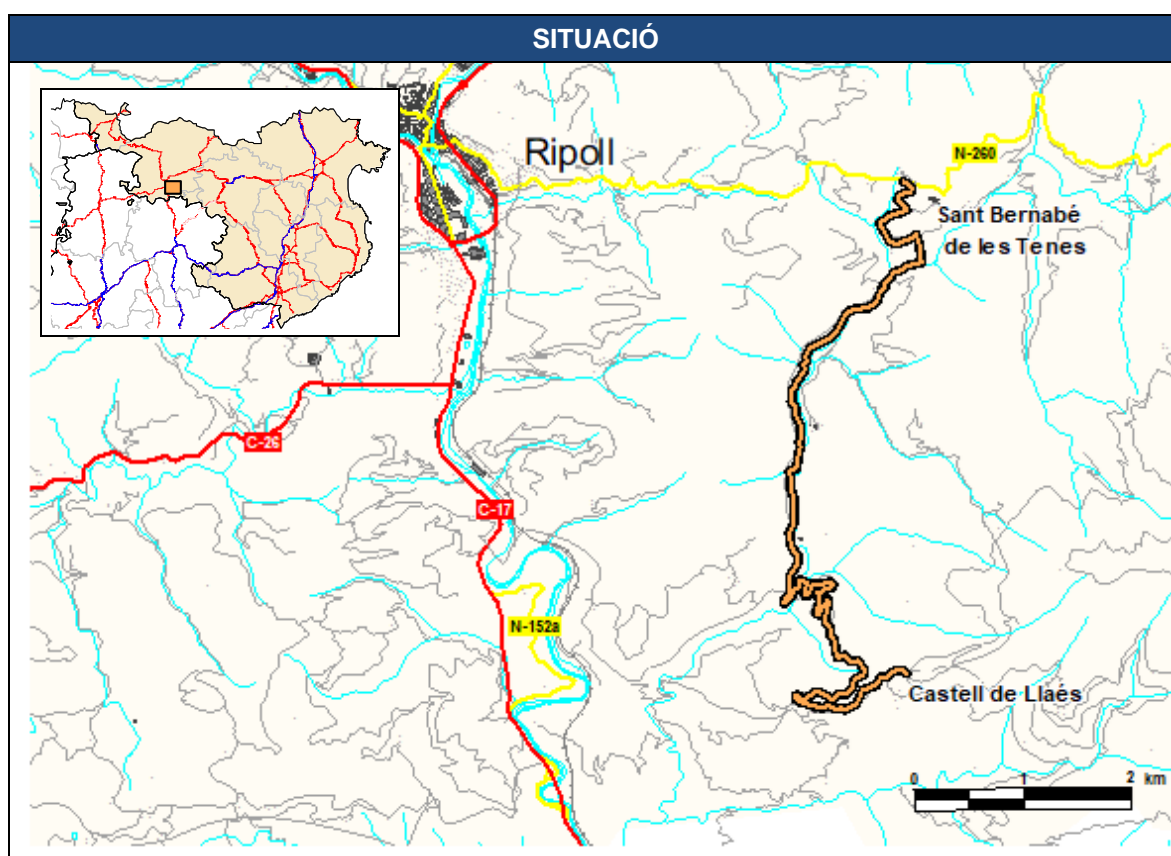 SITUACIÓ
Ripoll
N-260
Sant Bernabé
de les Tenes
C-26
C-17
N-152a
Castell de Llaés
0 1 2 km